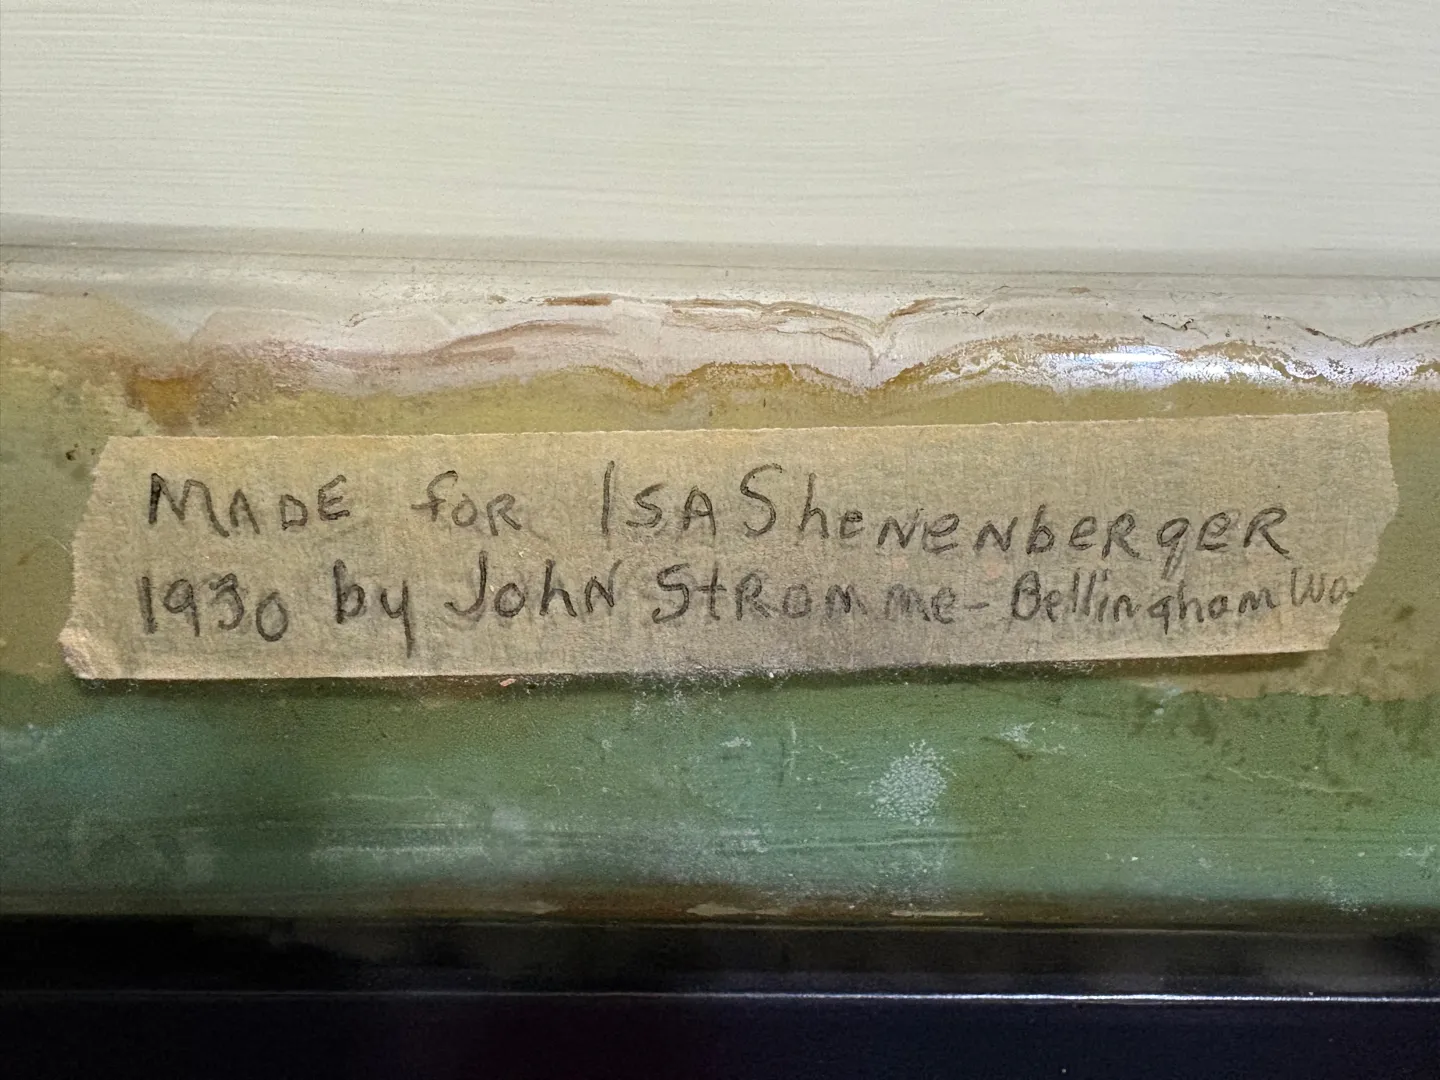 MADE for ISA ShenenbergeR
1930 by John Stromme - Bellingham Wa.